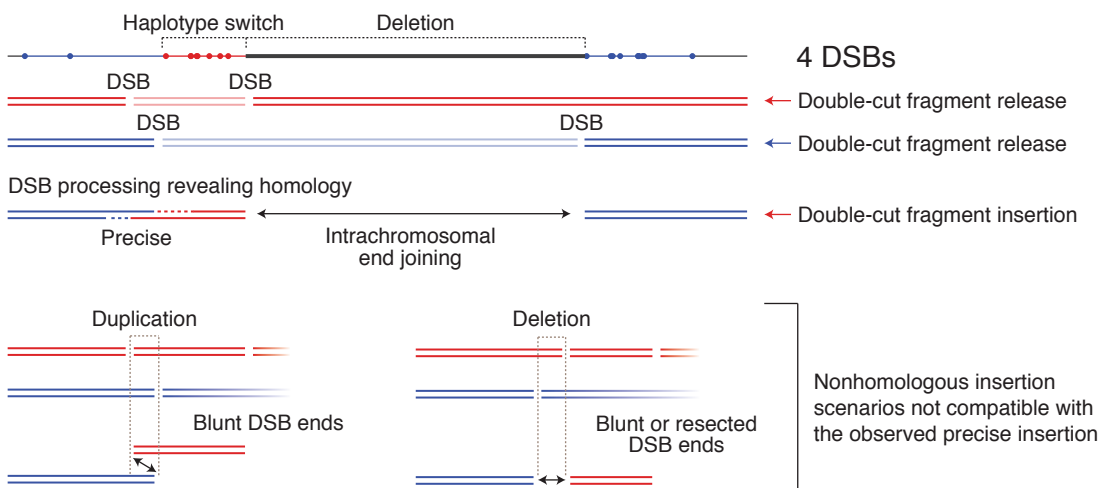 Haplotype switch
Deletion
4 DSBs
DSB
DSB
Double-cut fragment release
DSB
DSB
Double-cut fragment release
DSB processing revealing homology
Double-cut fragment insertion
Precise
Intrachromosomal
end joining
Duplication
Deletion
Blunt DSB ends
Blunt or resected
DSB ends
Nonhomologous insertion
scenarios not compatible with
the observed precise insertion